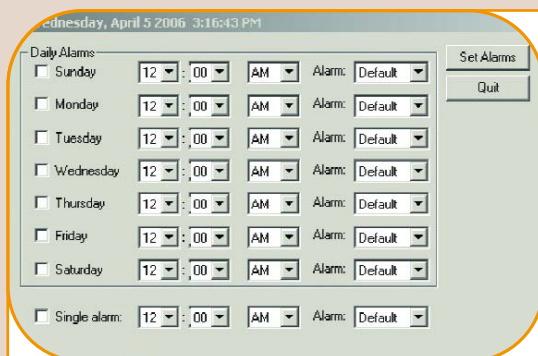 ednesday, April 5 2006 3:16:43 PM
Daily Alarms
Set Alarms
Sunday 12 : 00 AM Alarm: Default
Quit
Monday 12 : 00 AM Alarm: Default
Tuesday 12 : 00 AM Alarm: Default
Wednesday 12 : 00 AM Alarm: Default
Thursday 12 : 00 AM Alarm: Default
Friday 12 : 00 AM Alarm: Default
Saturday 12 : 00 AM Alarm: Default
Single alarm: 12 : 00 AM Alarm: Default